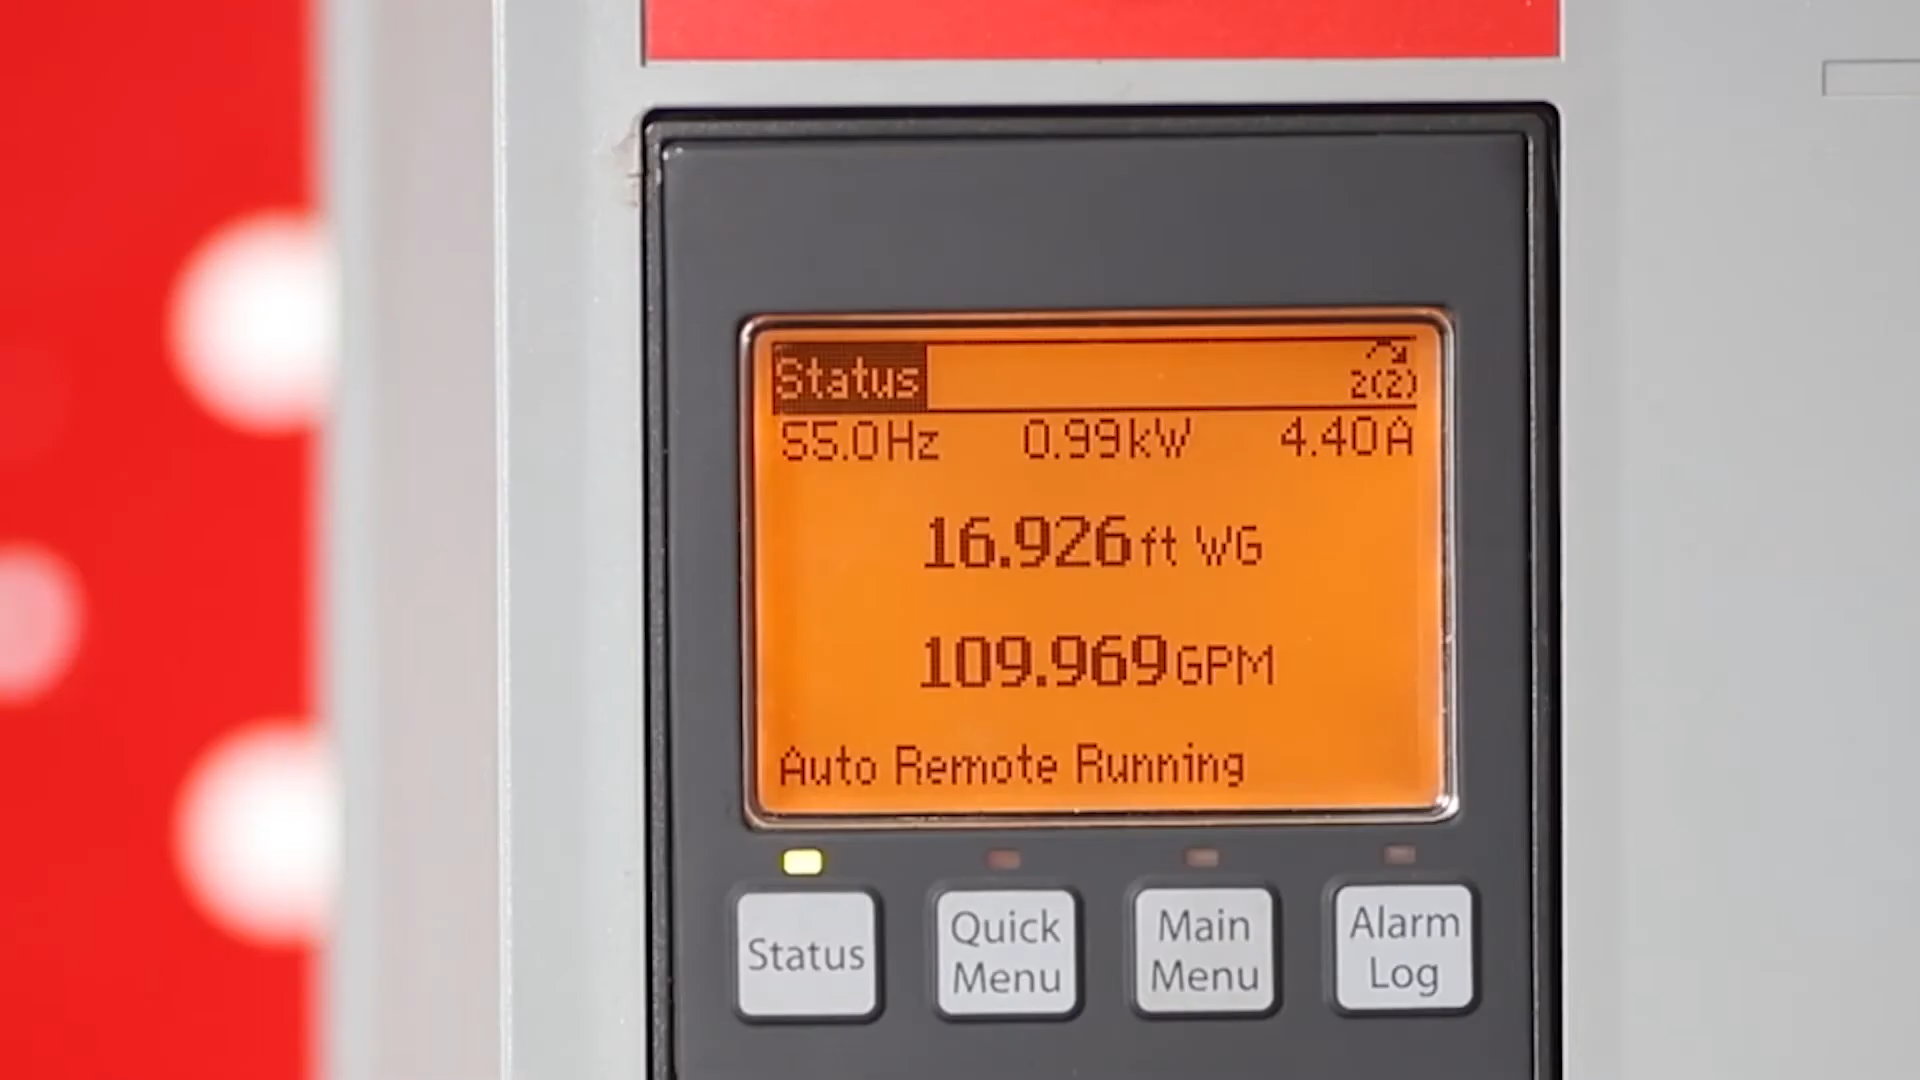 Status 2(2)
55.0Hz 0.99kW 4.40A
16.926ft WG
109.969GPM
Auto Remote Running
Status
Quick Menu
Main Menu
Alarm Log